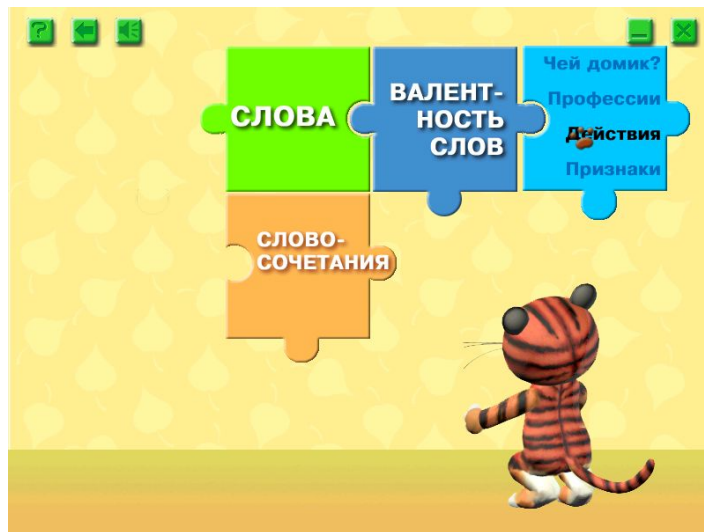 СЛОВА
ВАЛЕНТ-
НОСТЬ
СЛОВ
Чей домик?
Профессии
Действия
Признаки
СЛОВО-
СОЧЕТАНИЯ